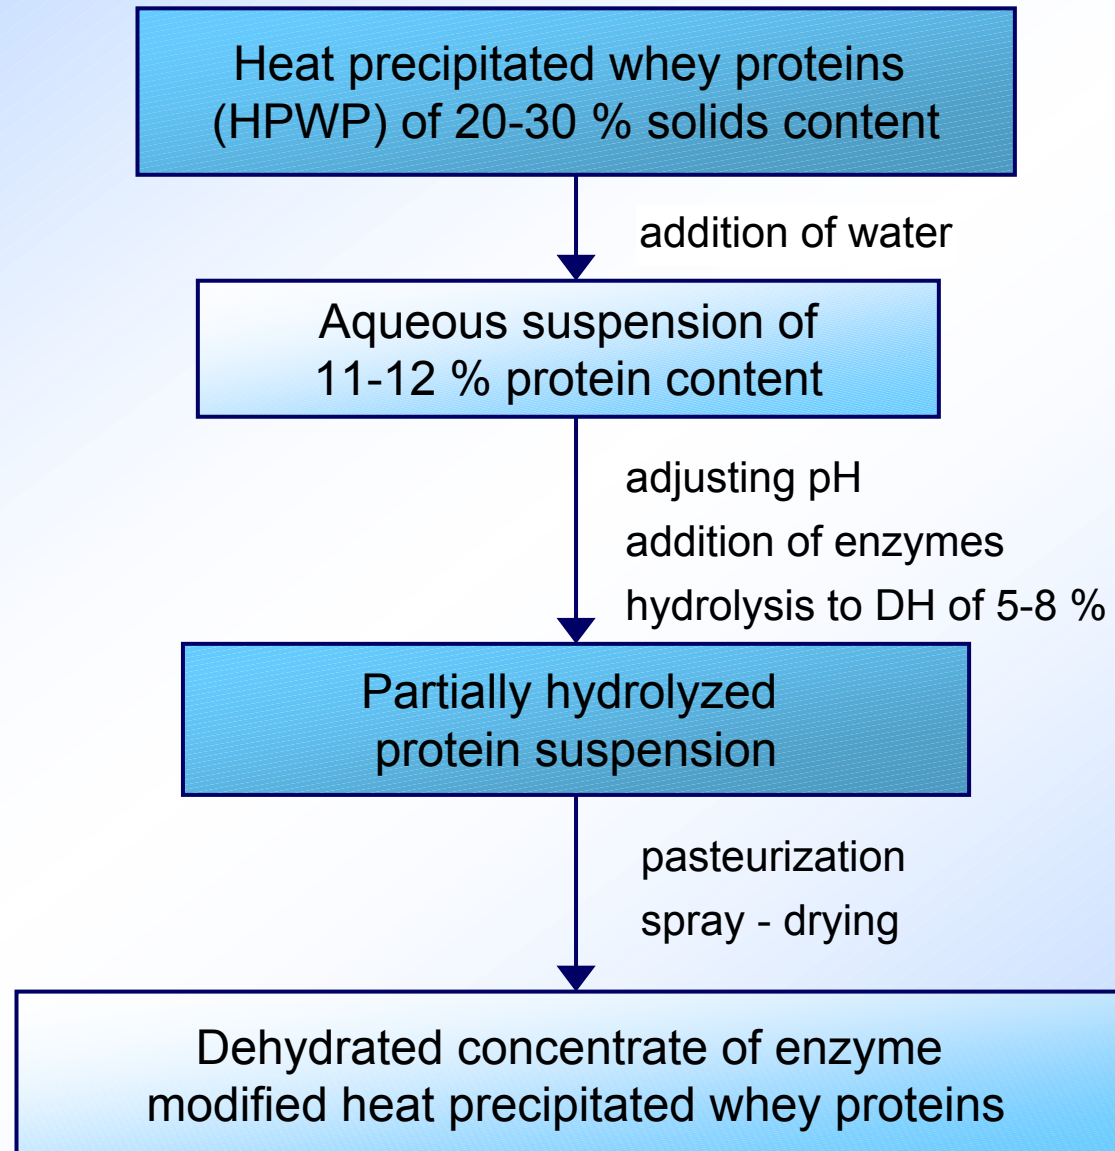 Heat precipitated whey proteins
(HPWP) of 20-30 % solids content
addition of water
Aqueous suspension of
11-12 % protein content
adjusting pH
addition of enzymes
hydrolysis to DH of 5-8 %
Partially hydrolyzed
protein suspension
pasteurization
spray - drying
Dehydrated concentrate of enzyme
modified heat precipitated whey proteins